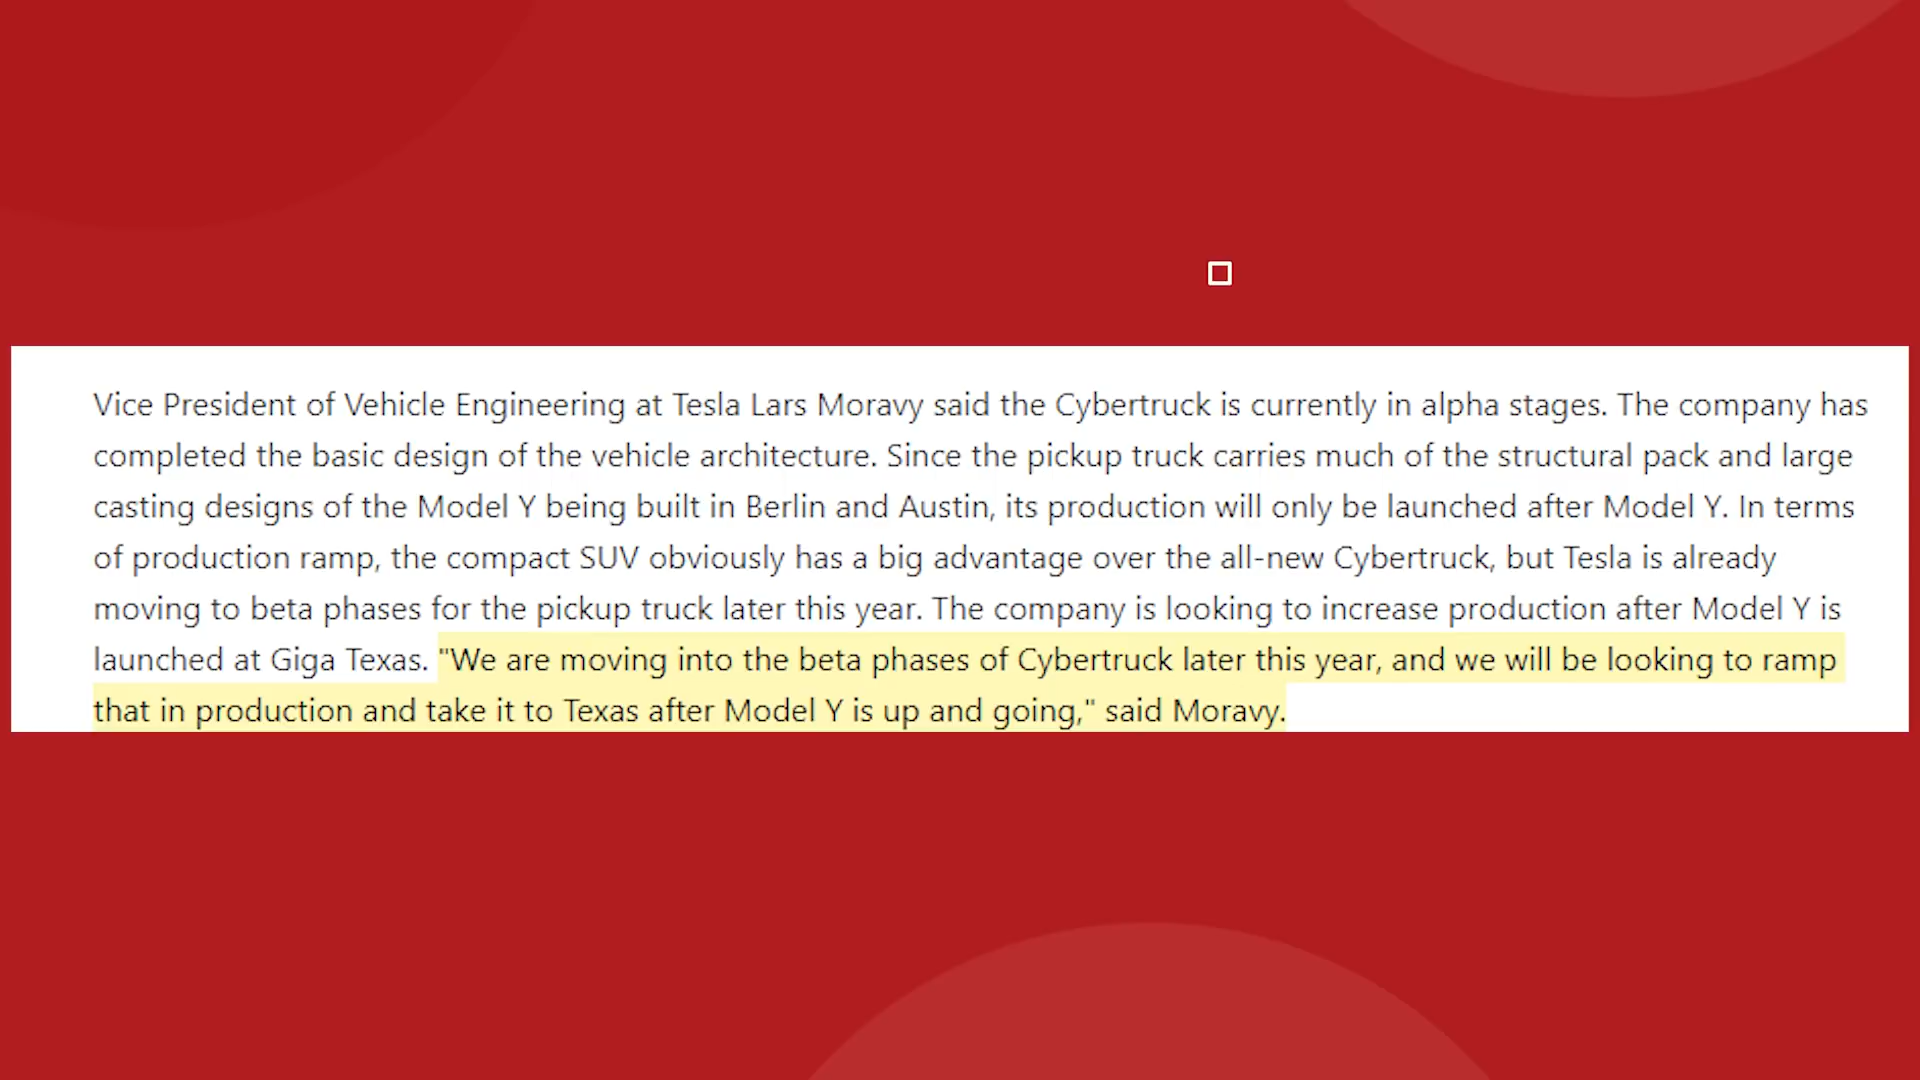 Vice President of Vehicle Engineering at Tesla Lars Moravy said the Cybertruck is currently in alpha stages. The company has
completed the basic design of the vehicle architecture. Since the pickup truck carries much of the structural pack and large
casting designs of the Model Y being built in Berlin and Austin, its production will only be launched after Model Y. In terms
of production ramp, the compact SUV obviously has a big advantage over the all-new Cybertruck, but Tesla is already
moving to beta phases for the pickup truck later this year. The company is looking to increase production after Model Y is
launched at Giga Texas. "We are moving into the beta phases of Cybertruck later this year, and we will be looking to ramp
that in production and take it to Texas after Model Y is up and going," said Moravy.